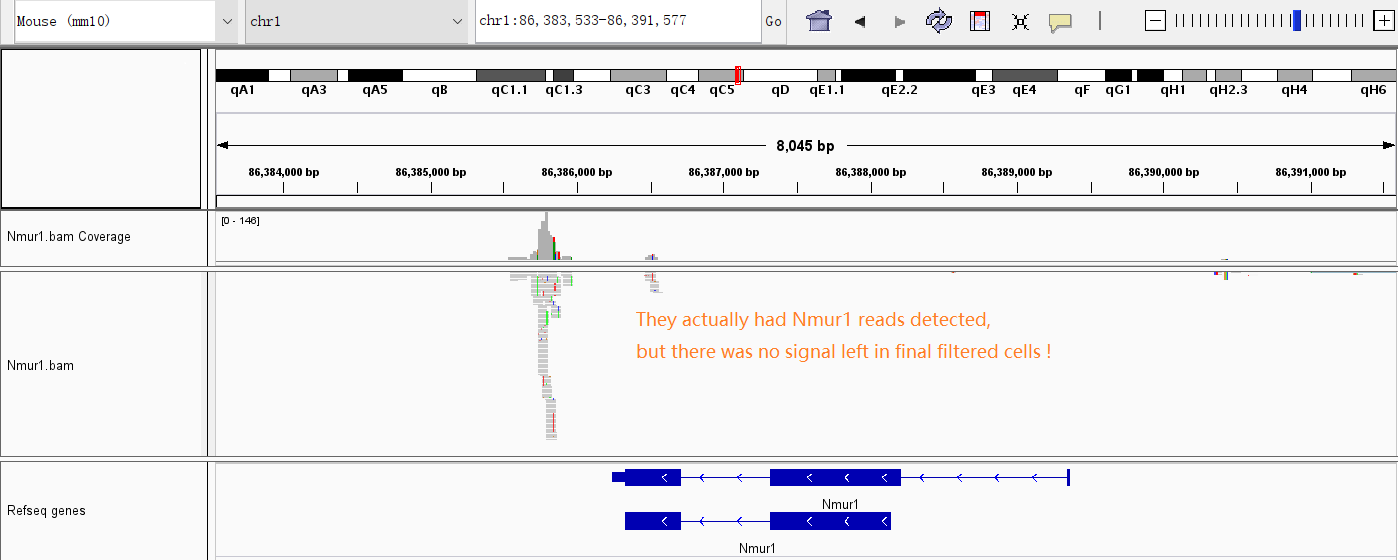 Mouse (mm10) chr1 chr1:86,383,533-86,391,577 Go
qA1 qA3 qA5 qB qC1.1 qC1.3 qC3 qC4 qC5 qD qE1.1 qE2.2 qE3 qE4 qF qG1 qH1 qH2.3 qH4 qH6
8,045 bp
86,384,000 bp 86,385,000 bp 86,386,000 bp 86,387,000 bp 86,388,000 bp 86,389,000 bp 86,390,000 bp 86,391,000 bp
[0 - 146]
Nmur1.bam Coverage
They actually had Nmur1 reads detected,
but there was no signal left in final filtered cells !
Nmur1.bam
Nmur1
Refseq genes
Nmur1